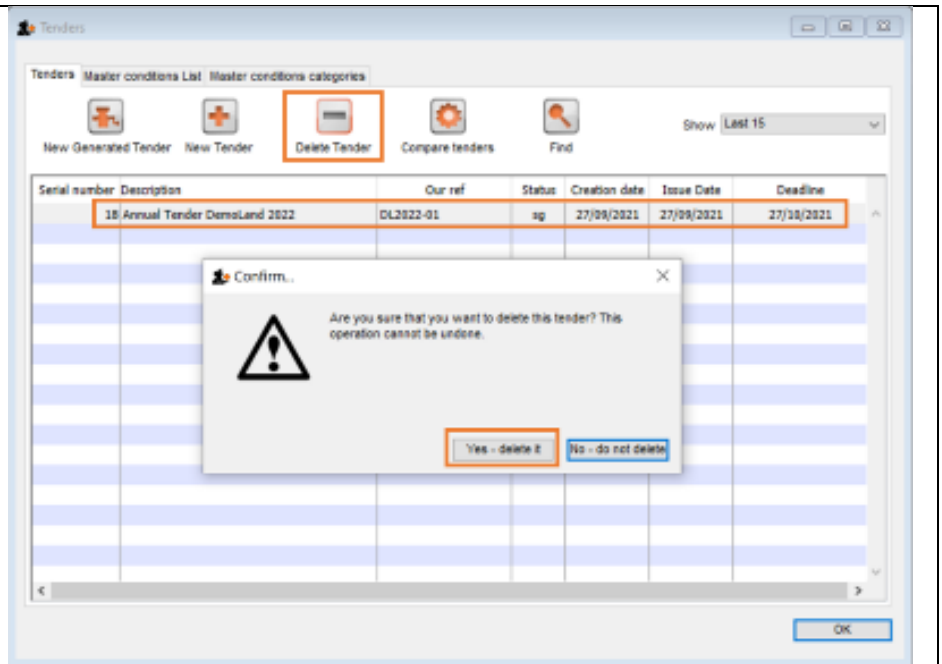 Tenders
Tenders Master conditions List Master conditions categories
New Generated Tender New Tender Delete Tender Compare tenders Find Show Last 15
Serial number Description Our ref Status Creation date Issue Date Deadline
18 Annual Tender DemoLand 2022 DL2022-01 sg 27/09/2021 27/09/2021 27/10/2021
Confirm...
Are you sure that you want to delete this tender? This
operation cannot be undone.
Yes - delete it No - do not delete
OK